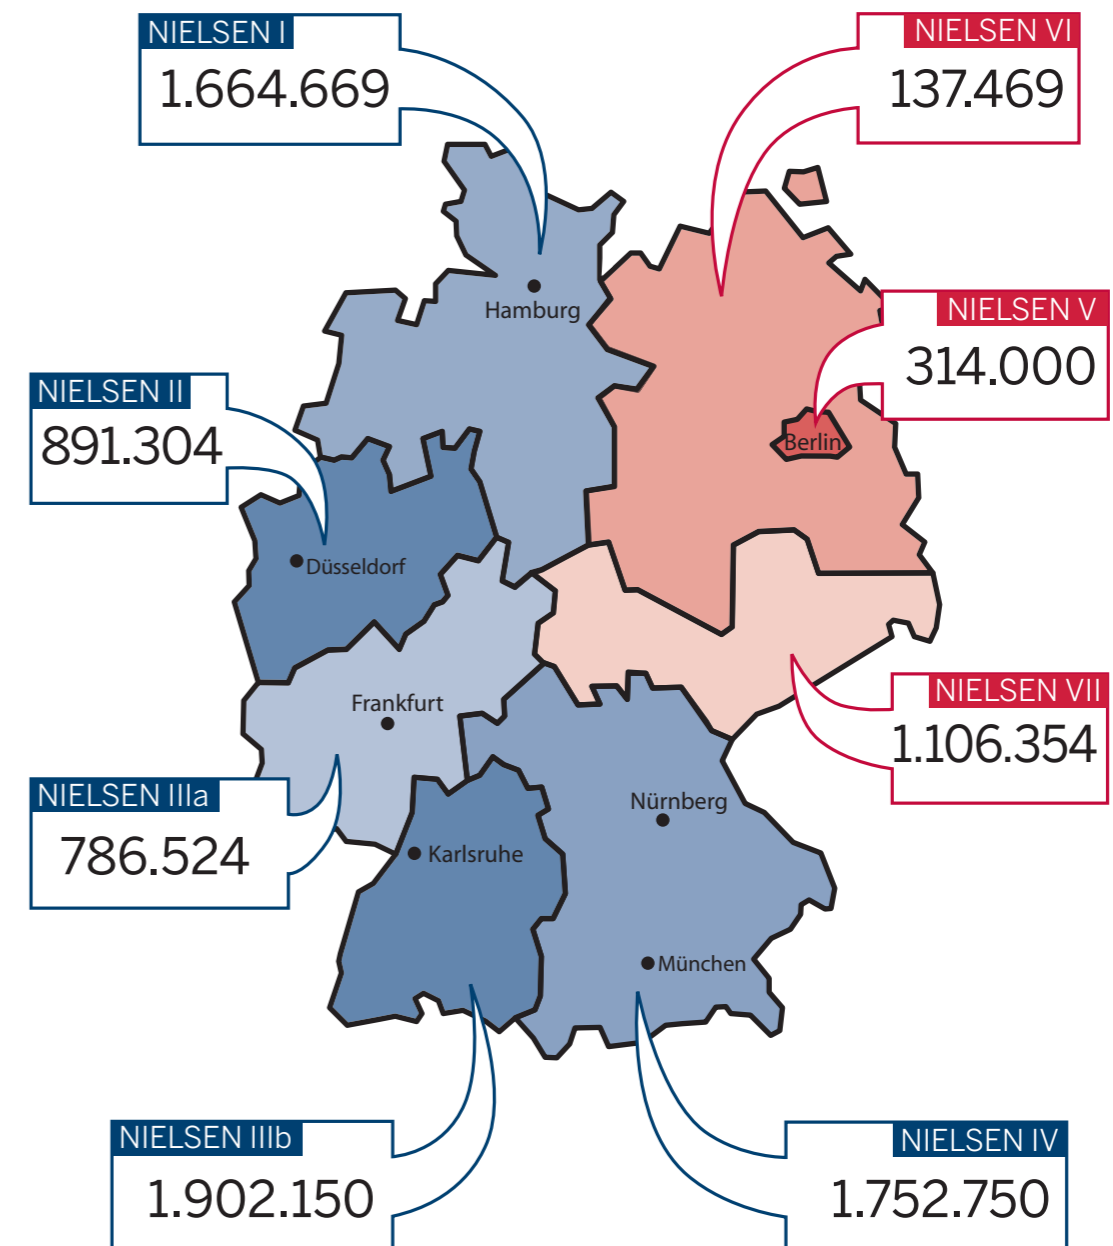 NIELSEN I
1.664.669
NIELSEN VI
137.469
Hamburg
NIELSEN V
314.000
NIELSEN II
891.304
Berlin
Düsseldorf
Frankfurt
NIELSEN VII
1.106.354
NIELSEN IIIa
786.524
Nürnberg
Karlsruhe
München
NIELSEN IIIb
1.902.150
NIELSEN IV
1.752.750